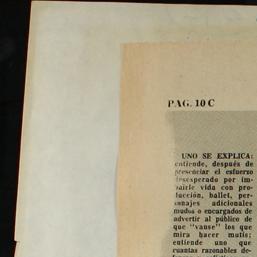 PAG. 10 C
UNO SE EXPLICA:
entiende, después de
presenciar el esfuerzo
desesperado por im-
vida con pro-
ducción, ballet, per-
sonajes adicionales
mudos o encargados de
advertir al público de
que "vanse" los que
mira hacer mutis;
entiende uno que
cuantas razonables de-